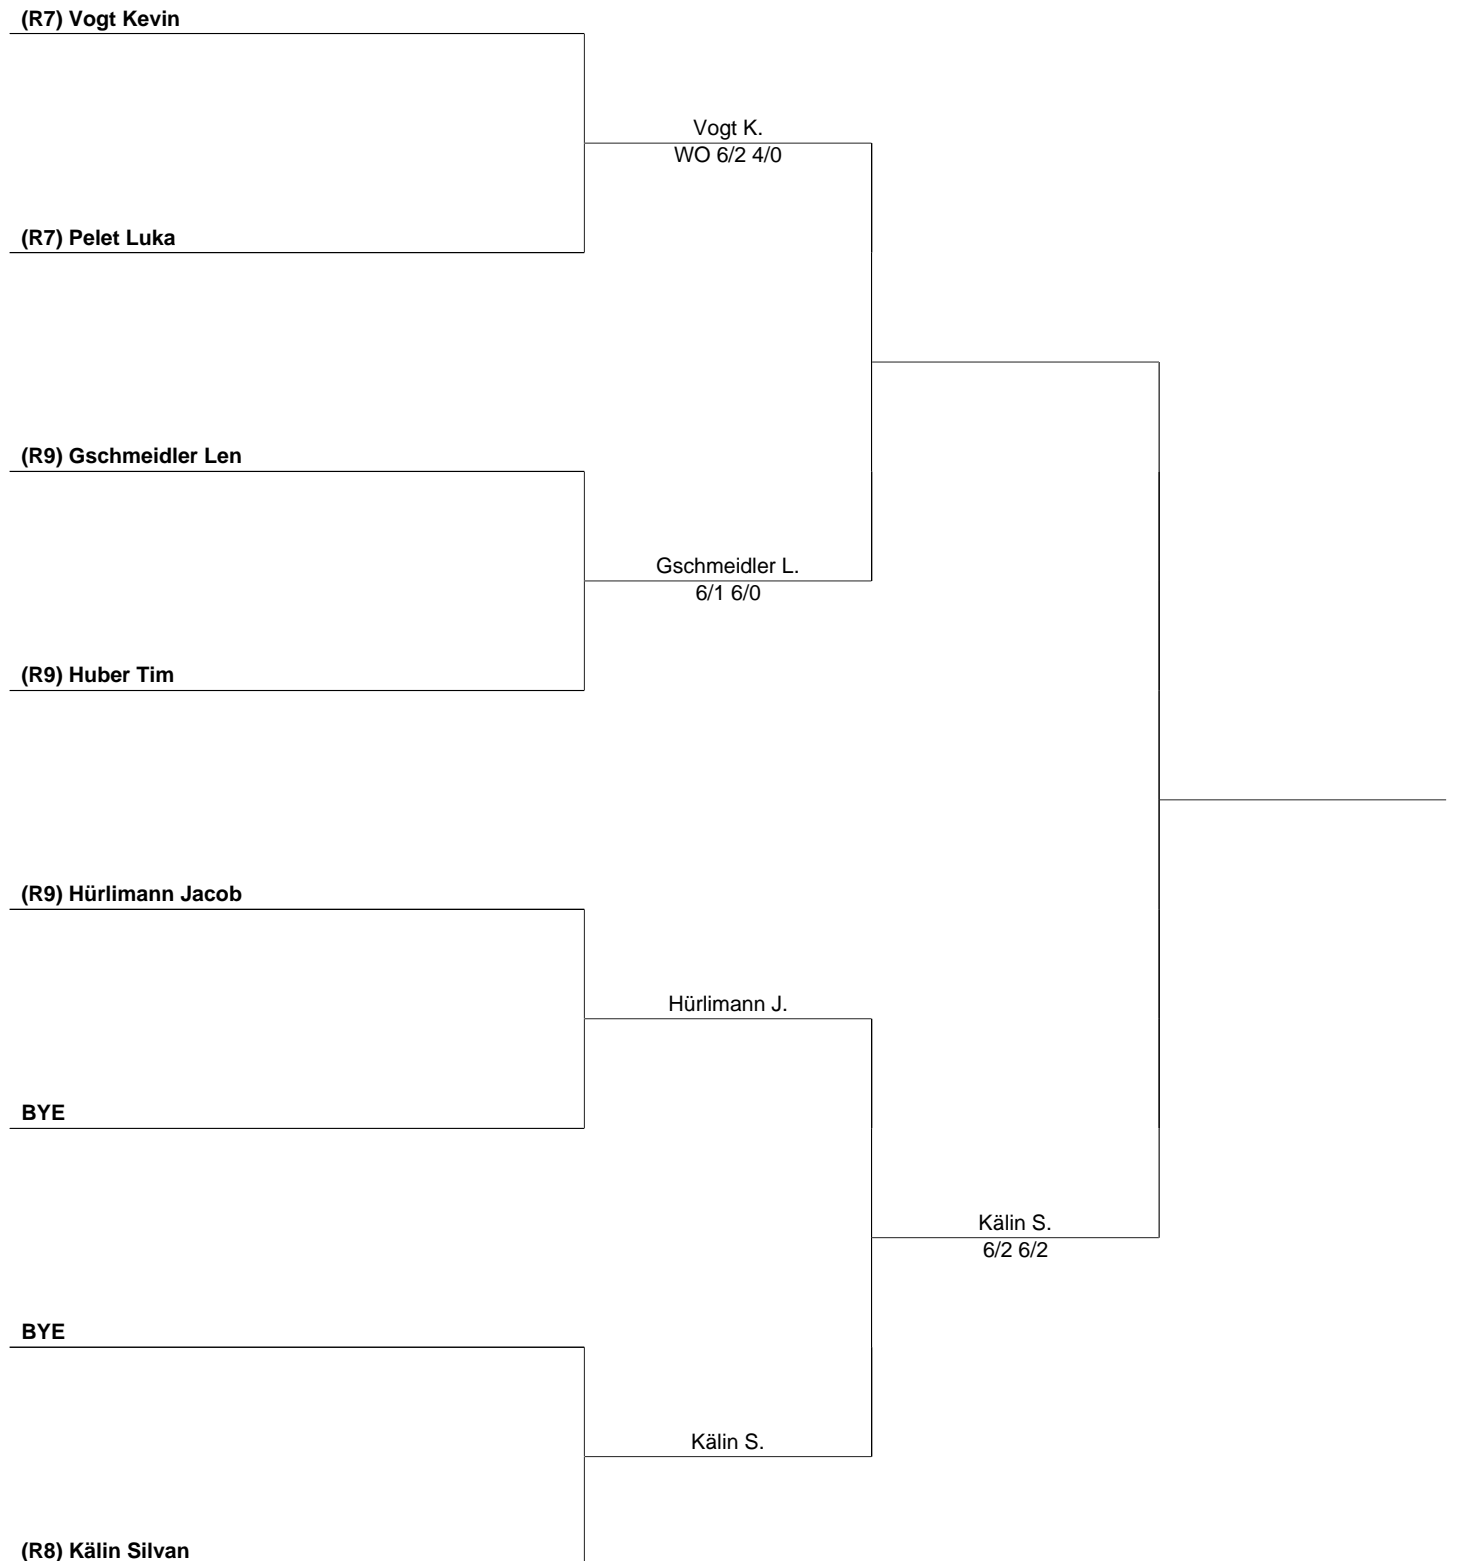 (R7) Vogt Kevin
Vogt K.
WO 6/2 4/0
(R7) Pelet Luka
(R9) Gschmeidler Len
Gschmeidler L.
6/1 6/0
(R9) Huber Tim
(R9) Hürlimann Jacob
Hürlimann J.
BYE
Kälin S.
6/2 6/2
BYE
Kälin S.
(R8) Kälin Silvan